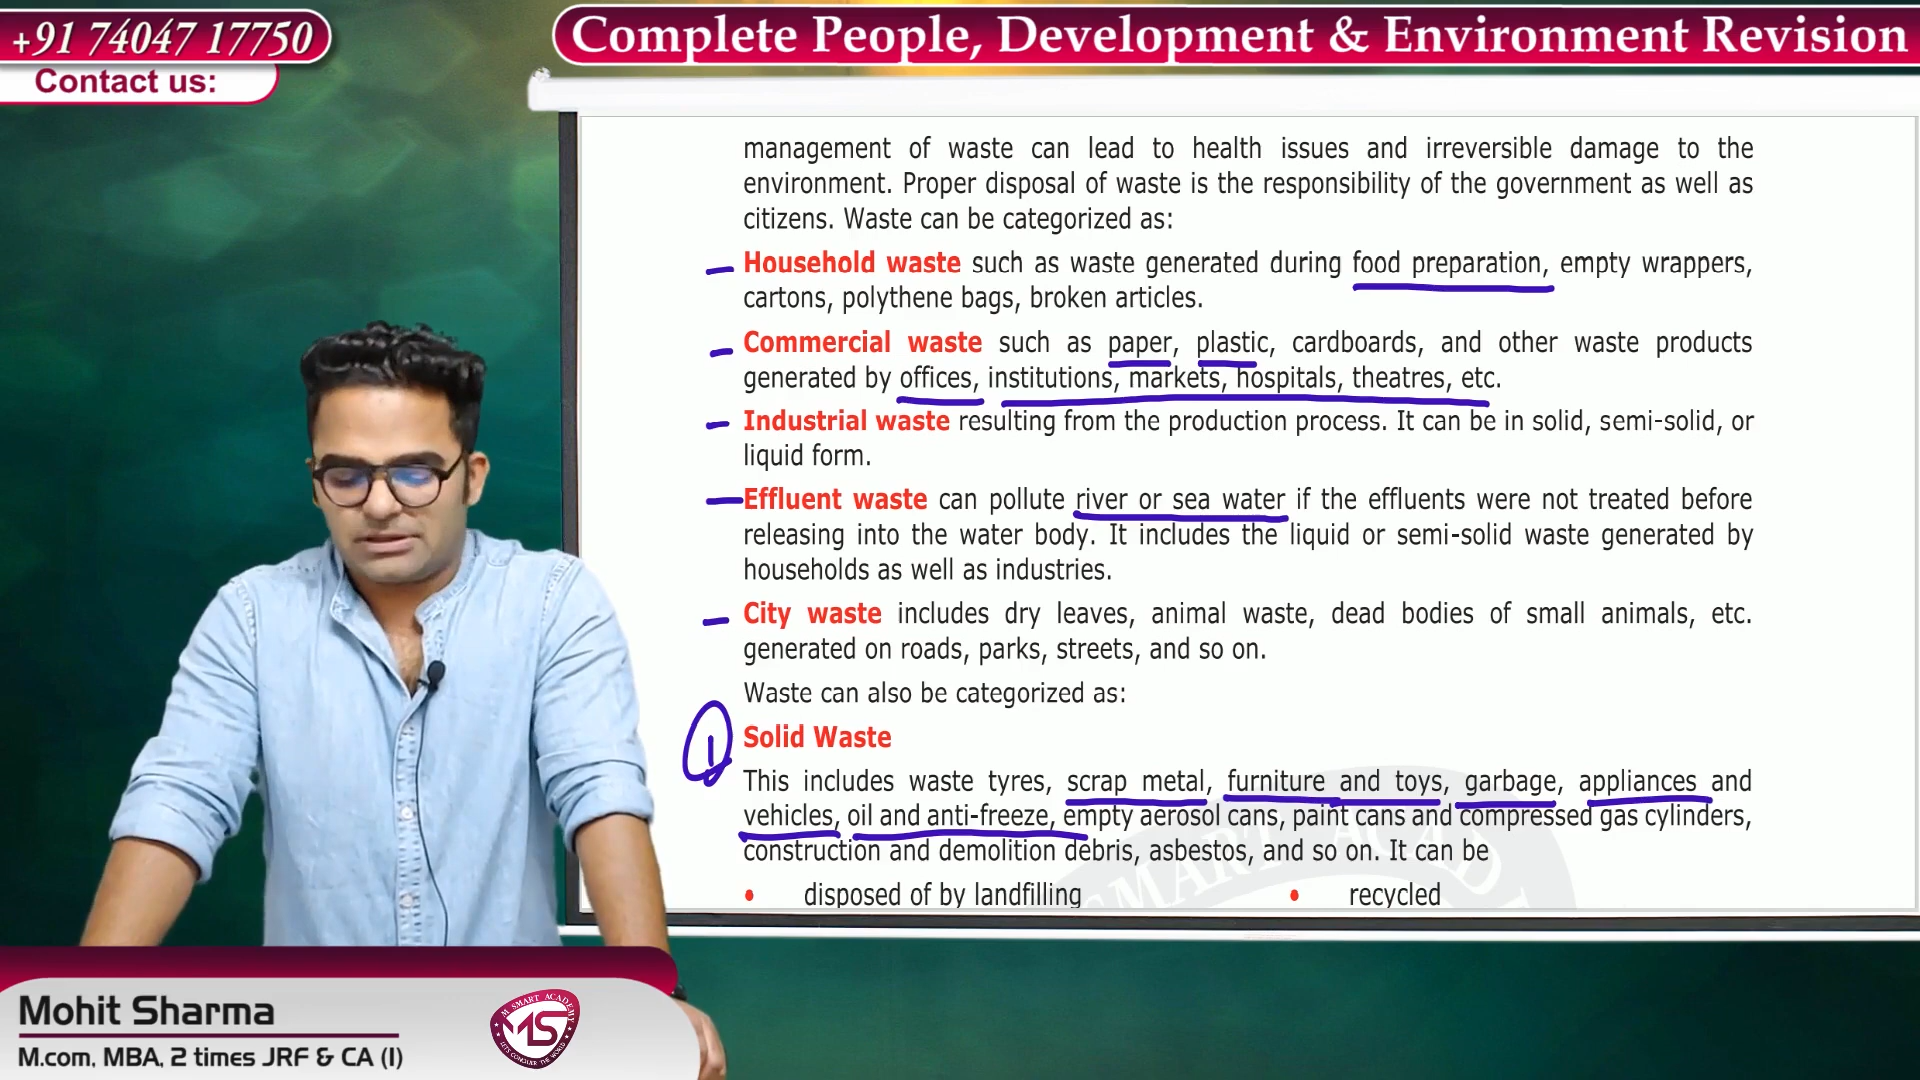 +91 74047 17750
Contact us:
Complete People, Development & Environment Revision
management of waste can lead to health issues and irreversible damage to the
environment. Proper disposal of waste is the responsibility of the government as well as
citizens. Waste can be categorized as:
Household waste such as waste generated during food preparation, empty wrappers,
cartons, polythene bags, broken articles.
Commercial waste such as paper, plastic, cardboards, and other waste products
generated by offices, institutions, markets, hospitals, theatres, etc.
Industrial waste resulting from the production process. It can be in solid, semi-solid, or
liquid form.
Effluent waste can pollute river or sea water if the effluents were not treated before
releasing into the water body. It includes the liquid or semi-solid waste generated by
households as well as industries.
City waste includes dry leaves, animal waste, dead bodies of small animals, etc.
generated on roads, parks, streets, and so on.
Waste can also be categorized as:
1 Solid Waste
This includes waste tyres, scrap metal, furniture and toys, garbage, appliances and
vehicles, oil and anti-freeze, empty aerosol cans, paint cans and compressed gas cylinders,
construction and demolition debris, asbestos, and so on. It can be
• disposed of by landfilling • recycled
SMART ACAD
Mohit Sharma
M.com, MBA, 2 times JRF & CA (I)
M SMART ACADEMY
MS
LETS CONQUER THE WORLD